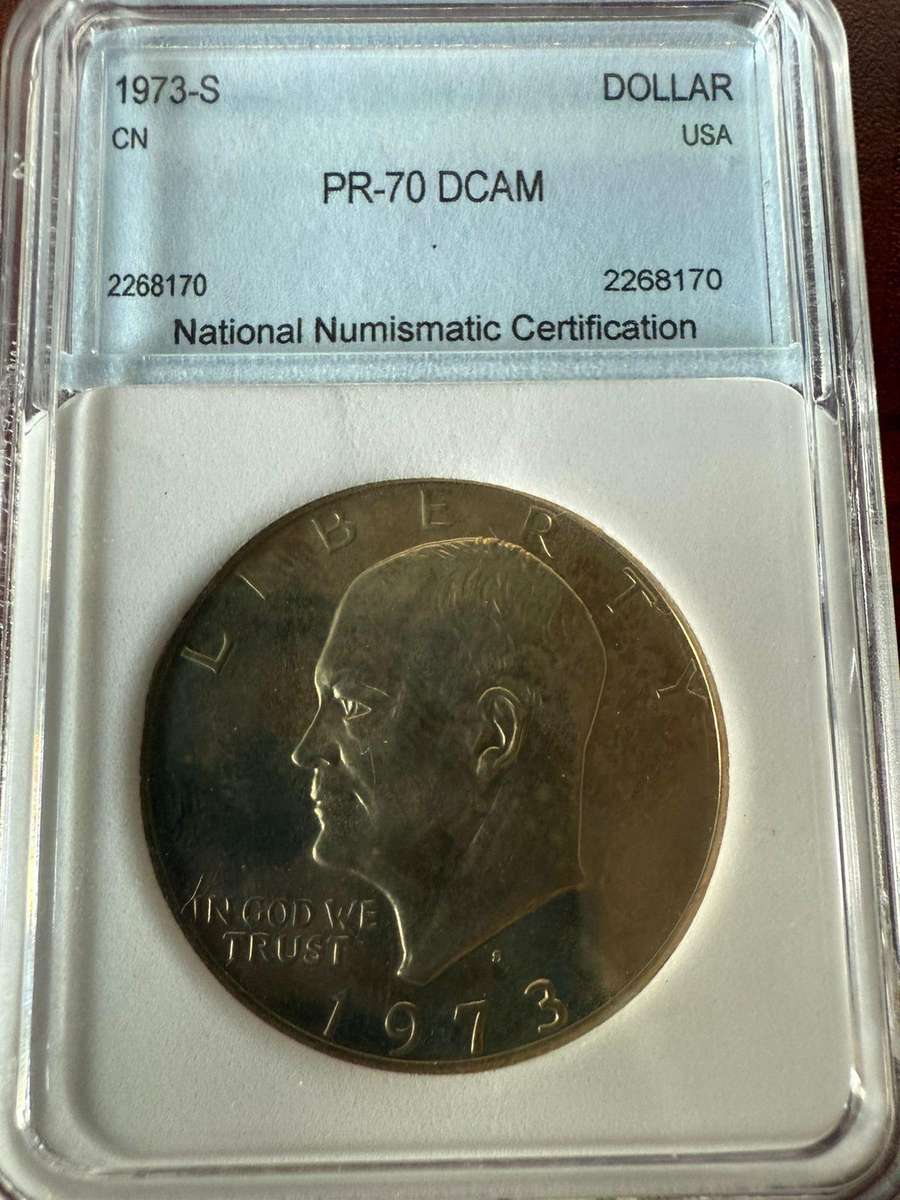 1973-S DOLLAR
CN USA
PR-70 DCAM
2268170 2268170
National Numismatic Certification
LIBERTY
IN GOD WE
TRUST
S
1973